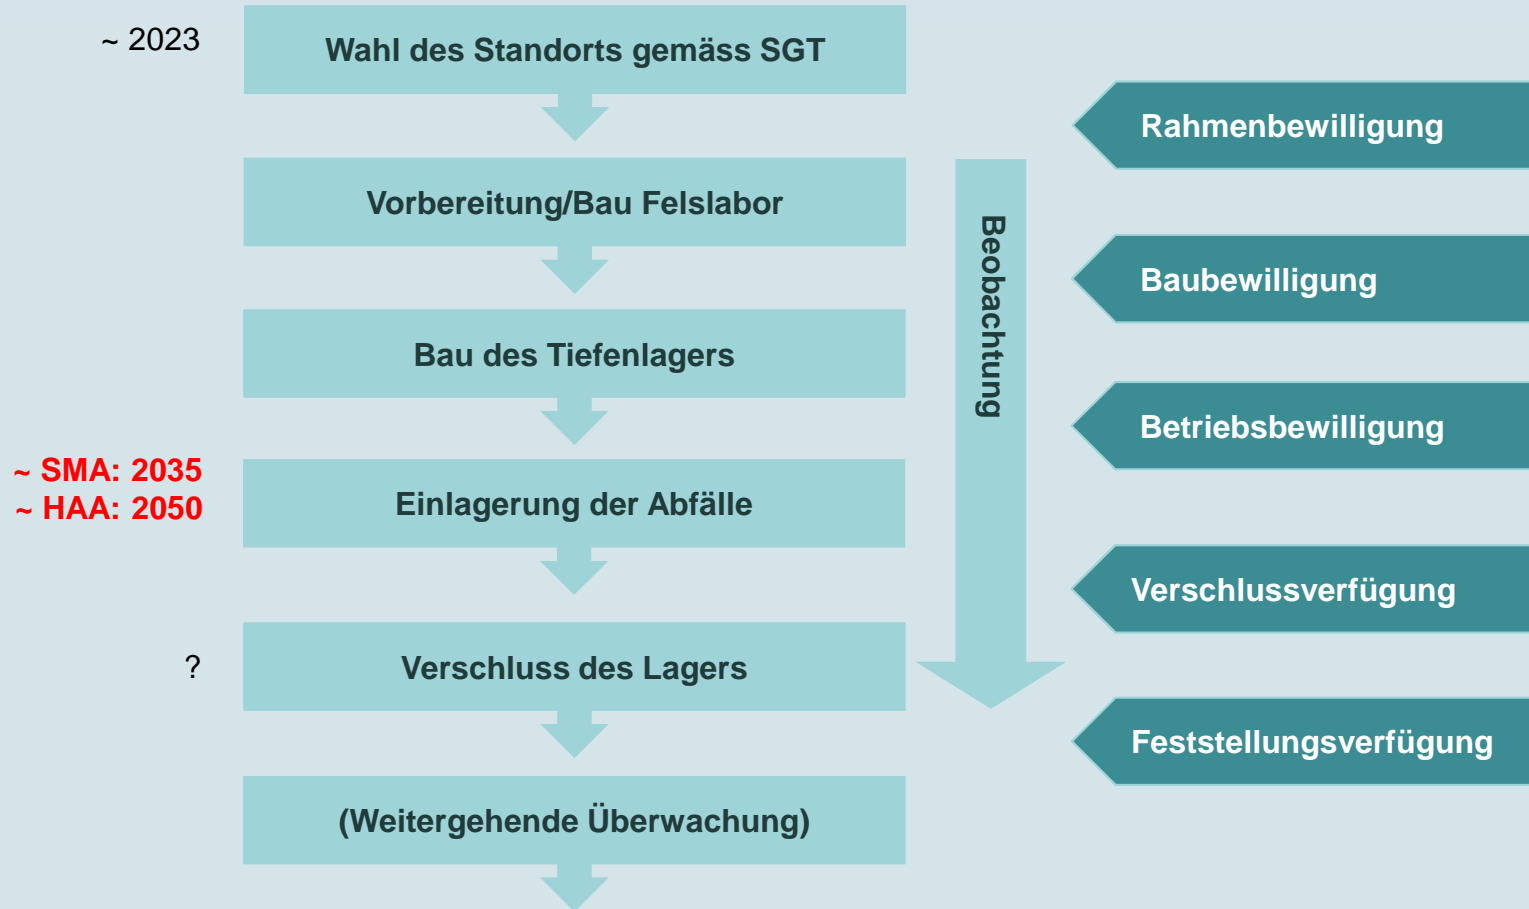 ~ 2023
Wahl des Standorts gemäss SGT
Rahmenbewilligung
Vorbereitung/Bau Felslabor
Beobachtung
Baubewilligung
Bau des Tiefenlagers
Betriebsbewilligung
~ SMA: 2035
~ HAA: 2050
Einlagerung der Abfälle
Verschlussverfügung
?
Verschluss des Lagers
Feststellungsverfügung
(Weitergehende Überwachung)